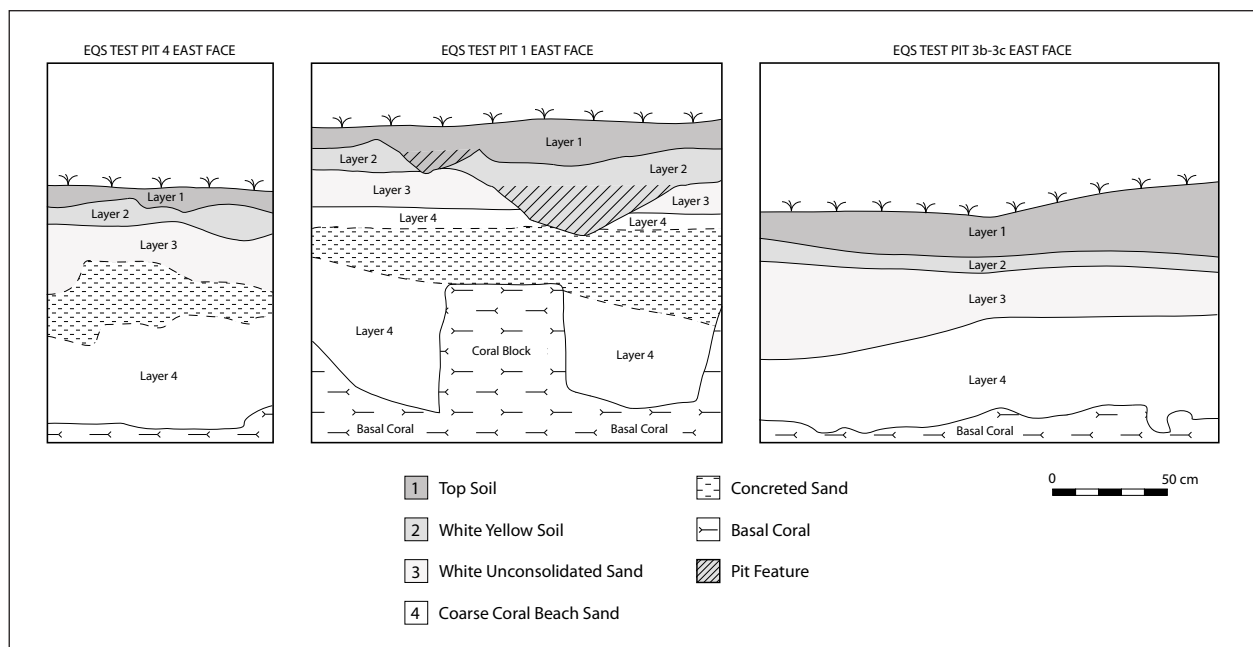 EQS TEST PIT 4 EAST FACE
Layer 1
Layer 2
Layer 3
Layer 4
EQS TEST PIT 1 EAST FACE
Layer 1
Layer 2
Layer 2
Layer 3
Layer 3
Layer 4
Layer 4
Layer 4
Coral Block
Layer 4
Basal Coral
Basal Coral
EQS TEST PIT 3b-3c EAST FACE
Layer 1
Layer 2
Layer 3
Layer 4
Basal Coral
1 Top Soil
2 White Yellow Soil
3 White Unconsolidated Sand
4 Coarse Coral Beach Sand
Concreted Sand
Basal Coral
Pit Feature
0 50 cm